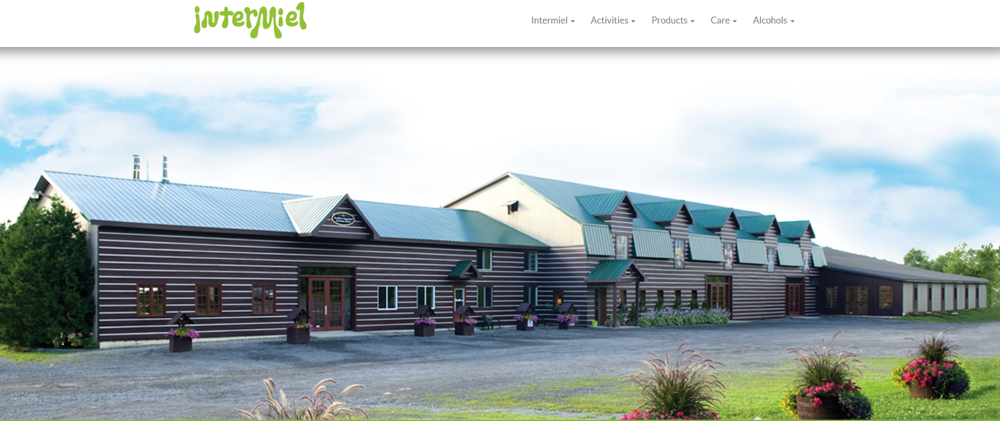 intermiel
Intermiel Activities Products Care Alcohols